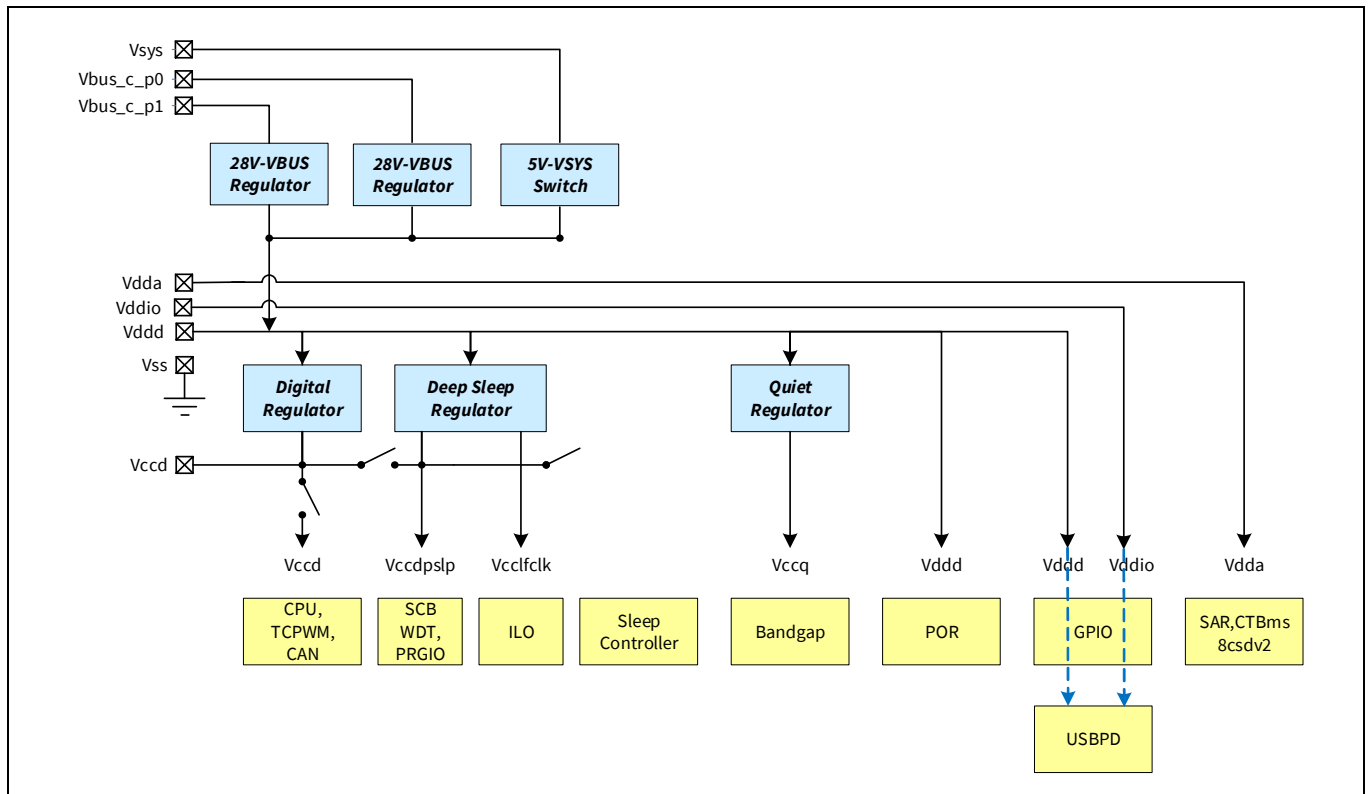 Vsys
Vbus_c_p0
Vbus_c_p1
28V-VBUS
Regulator
28V-VBUS
Regulator
5V-VSYS
Switch
Vdda
Vddio
Vddd
Vss
Digital
Regulator
Deep Sleep
Regulator
Quiet
Regulator
Vccd
Vccd
Vccdpslp
Vcclfclk
Vccq
Vddd
Vddd
Vddio
Vdda
CPU,
TCPWM,
CAN
SCB
WDT,
PRGIO
ILO
Sleep
Controller
Bandgap
POR
GPIO
SAR,CTBms
8csdv2
USBPD